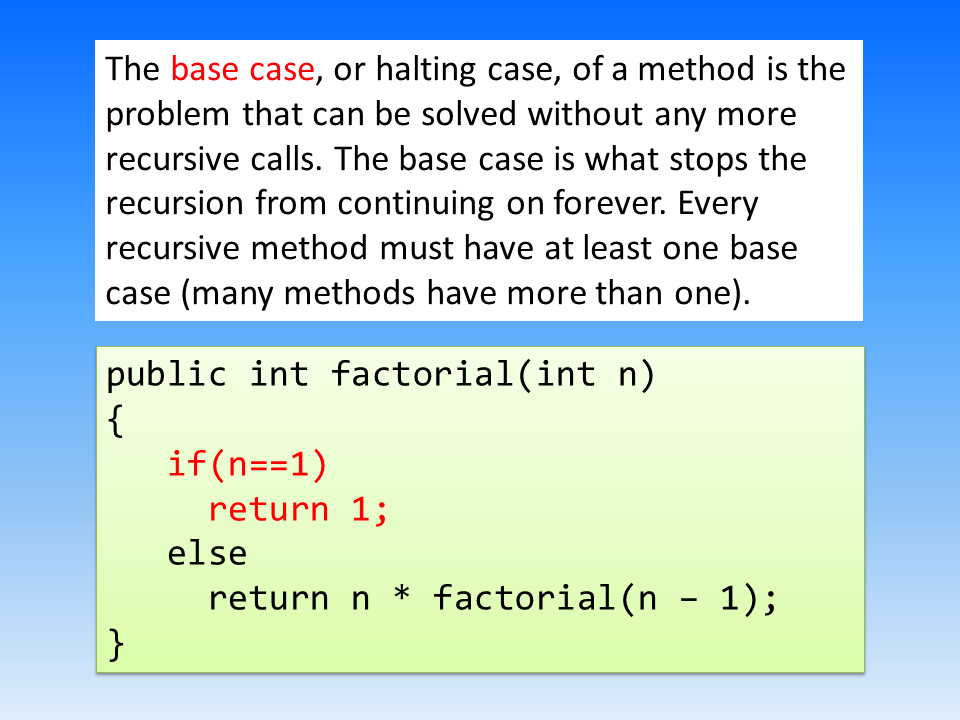 The base case, or halting case, of a method is the
problem that can be solved without any more
recursive calls. The base case is what stops the
recursion from continuing on forever. Every
recursive method must have at least one base
case (many methods have more than one).
public int factorial(int n)
{
   if(n==1)
     return 1;
   else
     return n * factorial(n – 1);
}